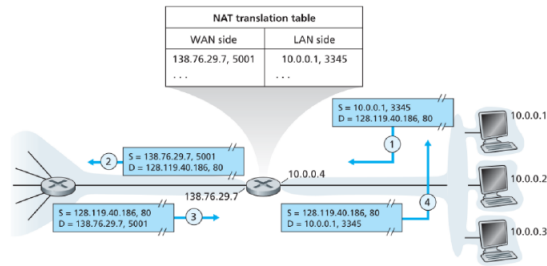 NAT translation table
WAN side LAN side
138.76.29.7, 5001 10.0.0.1, 3345
. . . . . .
S = 10.0.0.1, 3345
D = 128.119.40.186, 80
10.0.0.1
1
S = 138.76.29.7, 5001
D = 128.119.40.186, 80
2
10.0.0.4
10.0.0.2
138.76.29.7
S = 128.119.40.186, 80
D = 138.76.29.7, 5001
3
S = 128.119.40.186, 80
D = 10.0.0.1, 3345
4
10.0.0.3